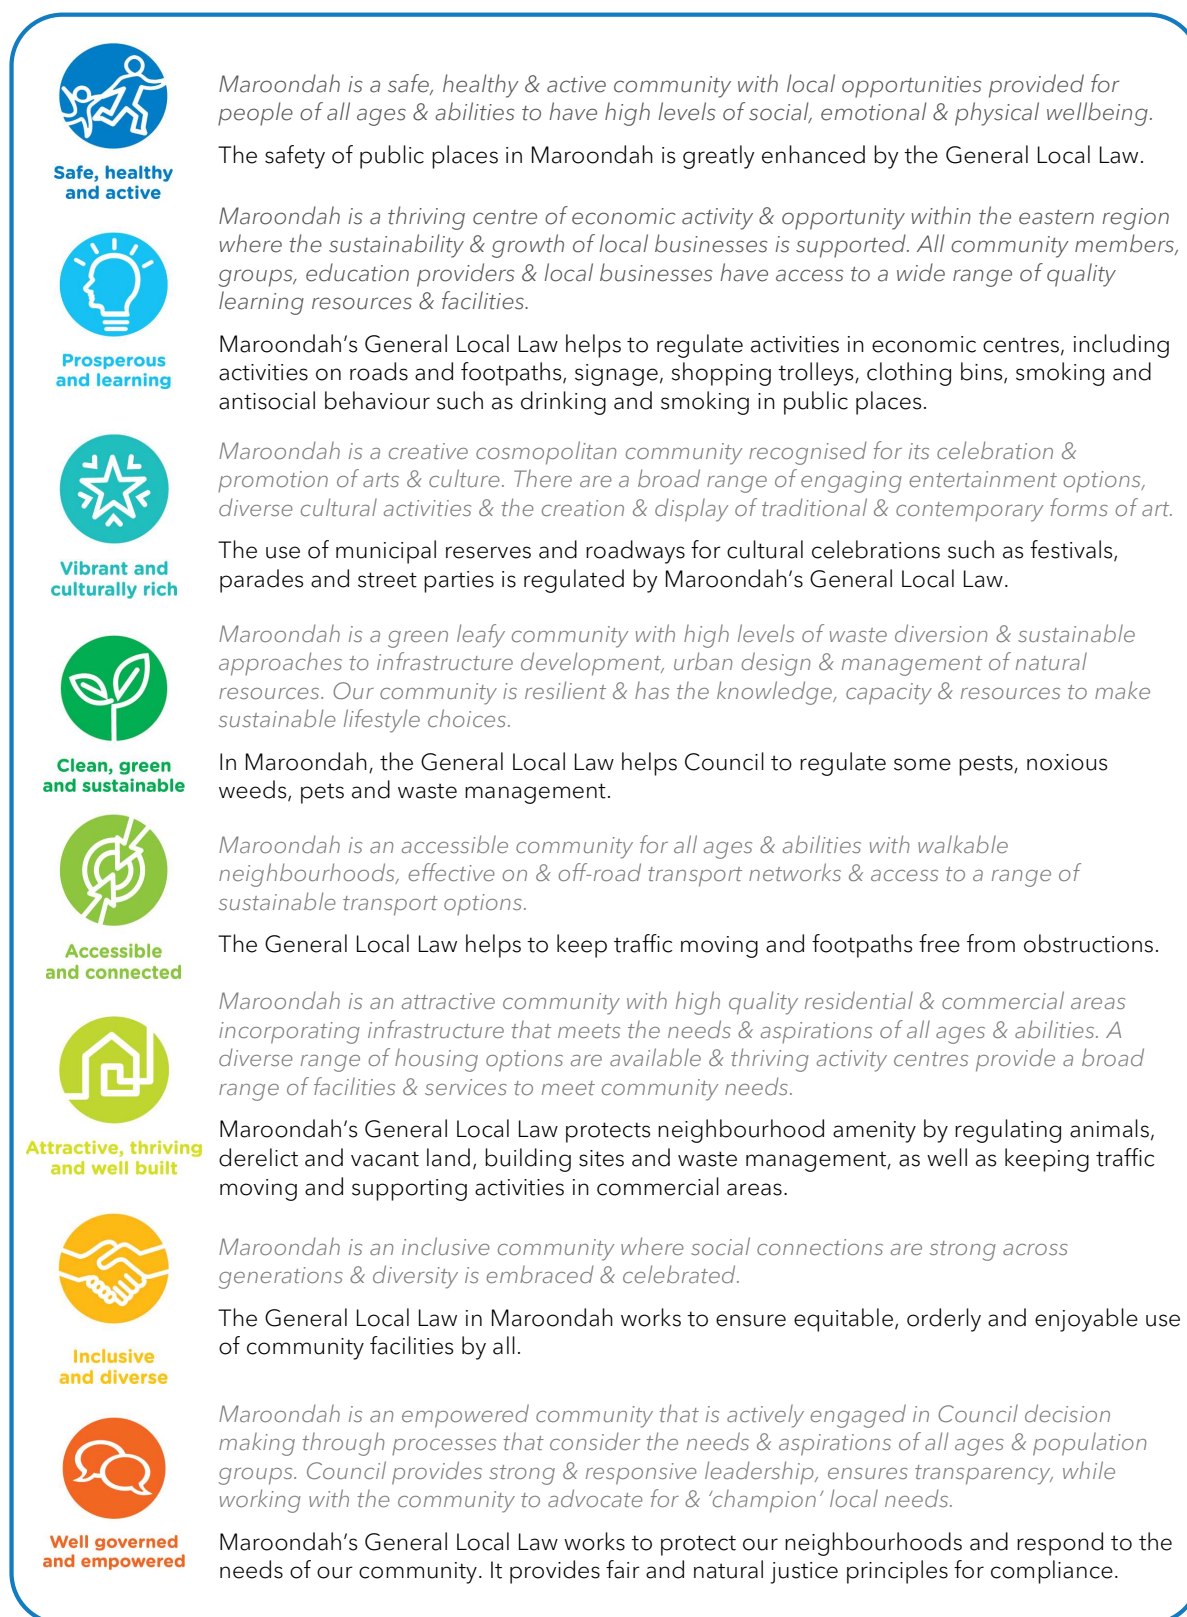 Maroondah is a safe, healthy & active community with local opportunities provided for
people of all ages & abilities to have high levels of social, emotional & physical wellbeing.
The safety of public places in Maroondah is greatly enhanced by the General Local Law.
Safe, healthy
and active
Maroondah is a thriving centre of economic activity & opportunity within the eastern region
where the sustainability & growth of local businesses is supported. All community members,
groups, education providers & local businesses have access to a wide range of quality
learning resources & facilities.
Maroondah’s General Local Law helps to regulate activities in economic centres, including
activities on roads and footpaths, signage, shopping trolleys, clothing bins, smoking and
antisocial behaviour such as drinking and smoking in public places.
Prosperous
and learning
Maroondah is a creative cosmopolitan community recognised for its celebration &
promotion of arts & culture. There are a broad range of engaging entertainment options,
diverse cultural activities & the creation & display of traditional & contemporary forms of art.
The use of municipal reserves and roadways for cultural celebrations such as festivals,
parades and street parties is regulated by Maroondah’s General Local Law.
Vibrant and
culturally rich
Maroondah is a green leafy community with high levels of waste diversion & sustainable
approaches to infrastructure development, urban design & management of natural
resources. Our community is resilient & has the knowledge, capacity & resources to make
sustainable lifestyle choices.
In Maroondah, the General Local Law helps Council to regulate some pests, noxious
weeds, pets and waste management.
Clean, green
and sustainable
Maroondah is an accessible community for all ages & abilities with walkable
neighbourhoods, effective on & off-road transport networks & access to a range of
sustainable transport options.
The General Local Law helps to keep traffic moving and footpaths free from obstructions.
Accessible
and connected
Maroondah is an attractive community with high quality residential & commercial areas
incorporating infrastructure that meets the needs & aspirations of all ages & abilities. A
diverse range of housing options are available & thriving activity centres provide a broad
range of facilities & services to meet community needs.
Maroondah’s General Local Law protects neighbourhood amenity by regulating animals,
derelict and vacant land, building sites and waste management, as well as keeping traffic
moving and supporting activities in commercial areas.
Attractive, thriving
and well built
Maroondah is an inclusive community where social connections are strong across
generations & diversity is embraced & celebrated.
The General Local Law in Maroondah works to ensure equitable, orderly and enjoyable use
of community facilities by all.
Inclusive
and diverse
Maroondah is an empowered community that is actively engaged in Council decision
making through processes that consider the needs & aspirations of all ages & population
groups. Council provides strong & responsive leadership, ensures transparency, while
working with the community to advocate for & ‘champion’ local needs.
Maroondah’s General Local Law works to protect our neighbourhoods and respond to the
needs of our community. It provides fair and natural justice principles for compliance.
Well governed
and empowered